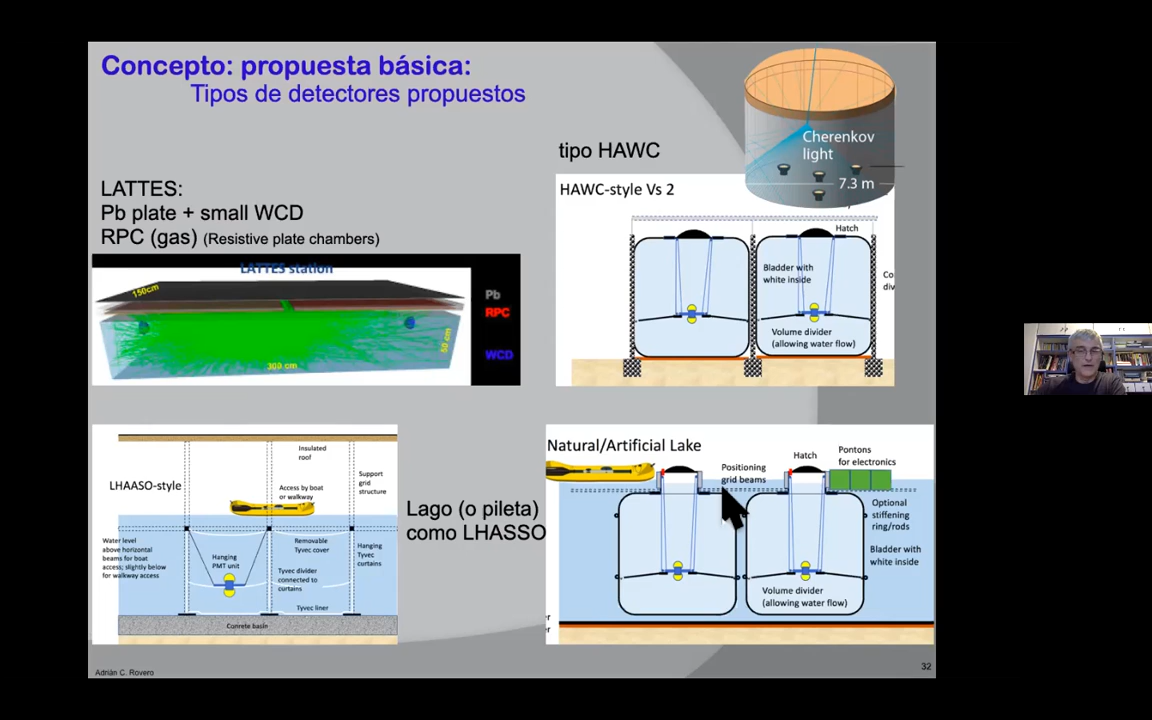 Concepto: propuesta básica:
Tipos de detectores propuestos
Cherenkov
light
7.3 m
tipo HAWC
HAWC-style Vs 2
Hatch
Bladder with
white inside
Volume divider
(allowing water flow)
LATTES:
Pb plate + small WCD
RPC (gas) (Resistive plate chambers)
LATTES station
150cm
Pb
RPC
WCD
50 cm
300 cm
LHAASO-style
Insulated
roof
Access by boat
or walkway
Support
grid
structure
Water level
above horizontal
beams for boat
access; slightly below
for walkway access
Hanging
PMT unit
Removable
Tyvec cover
Hanging
Tyvec
curtains
Tyvec divider
connected to
curtains
Tyvec liner
Conrete basin
Lago (o pileta)
como LHASSO
Natural/Artificial Lake
Positioning
grid beams
Hatch
Pontons
for electronics
Optional
stiffening
ring/rods
Bladder with
white inside
Volume divider
(allowing water flow)
Adrián C. Rovero
32